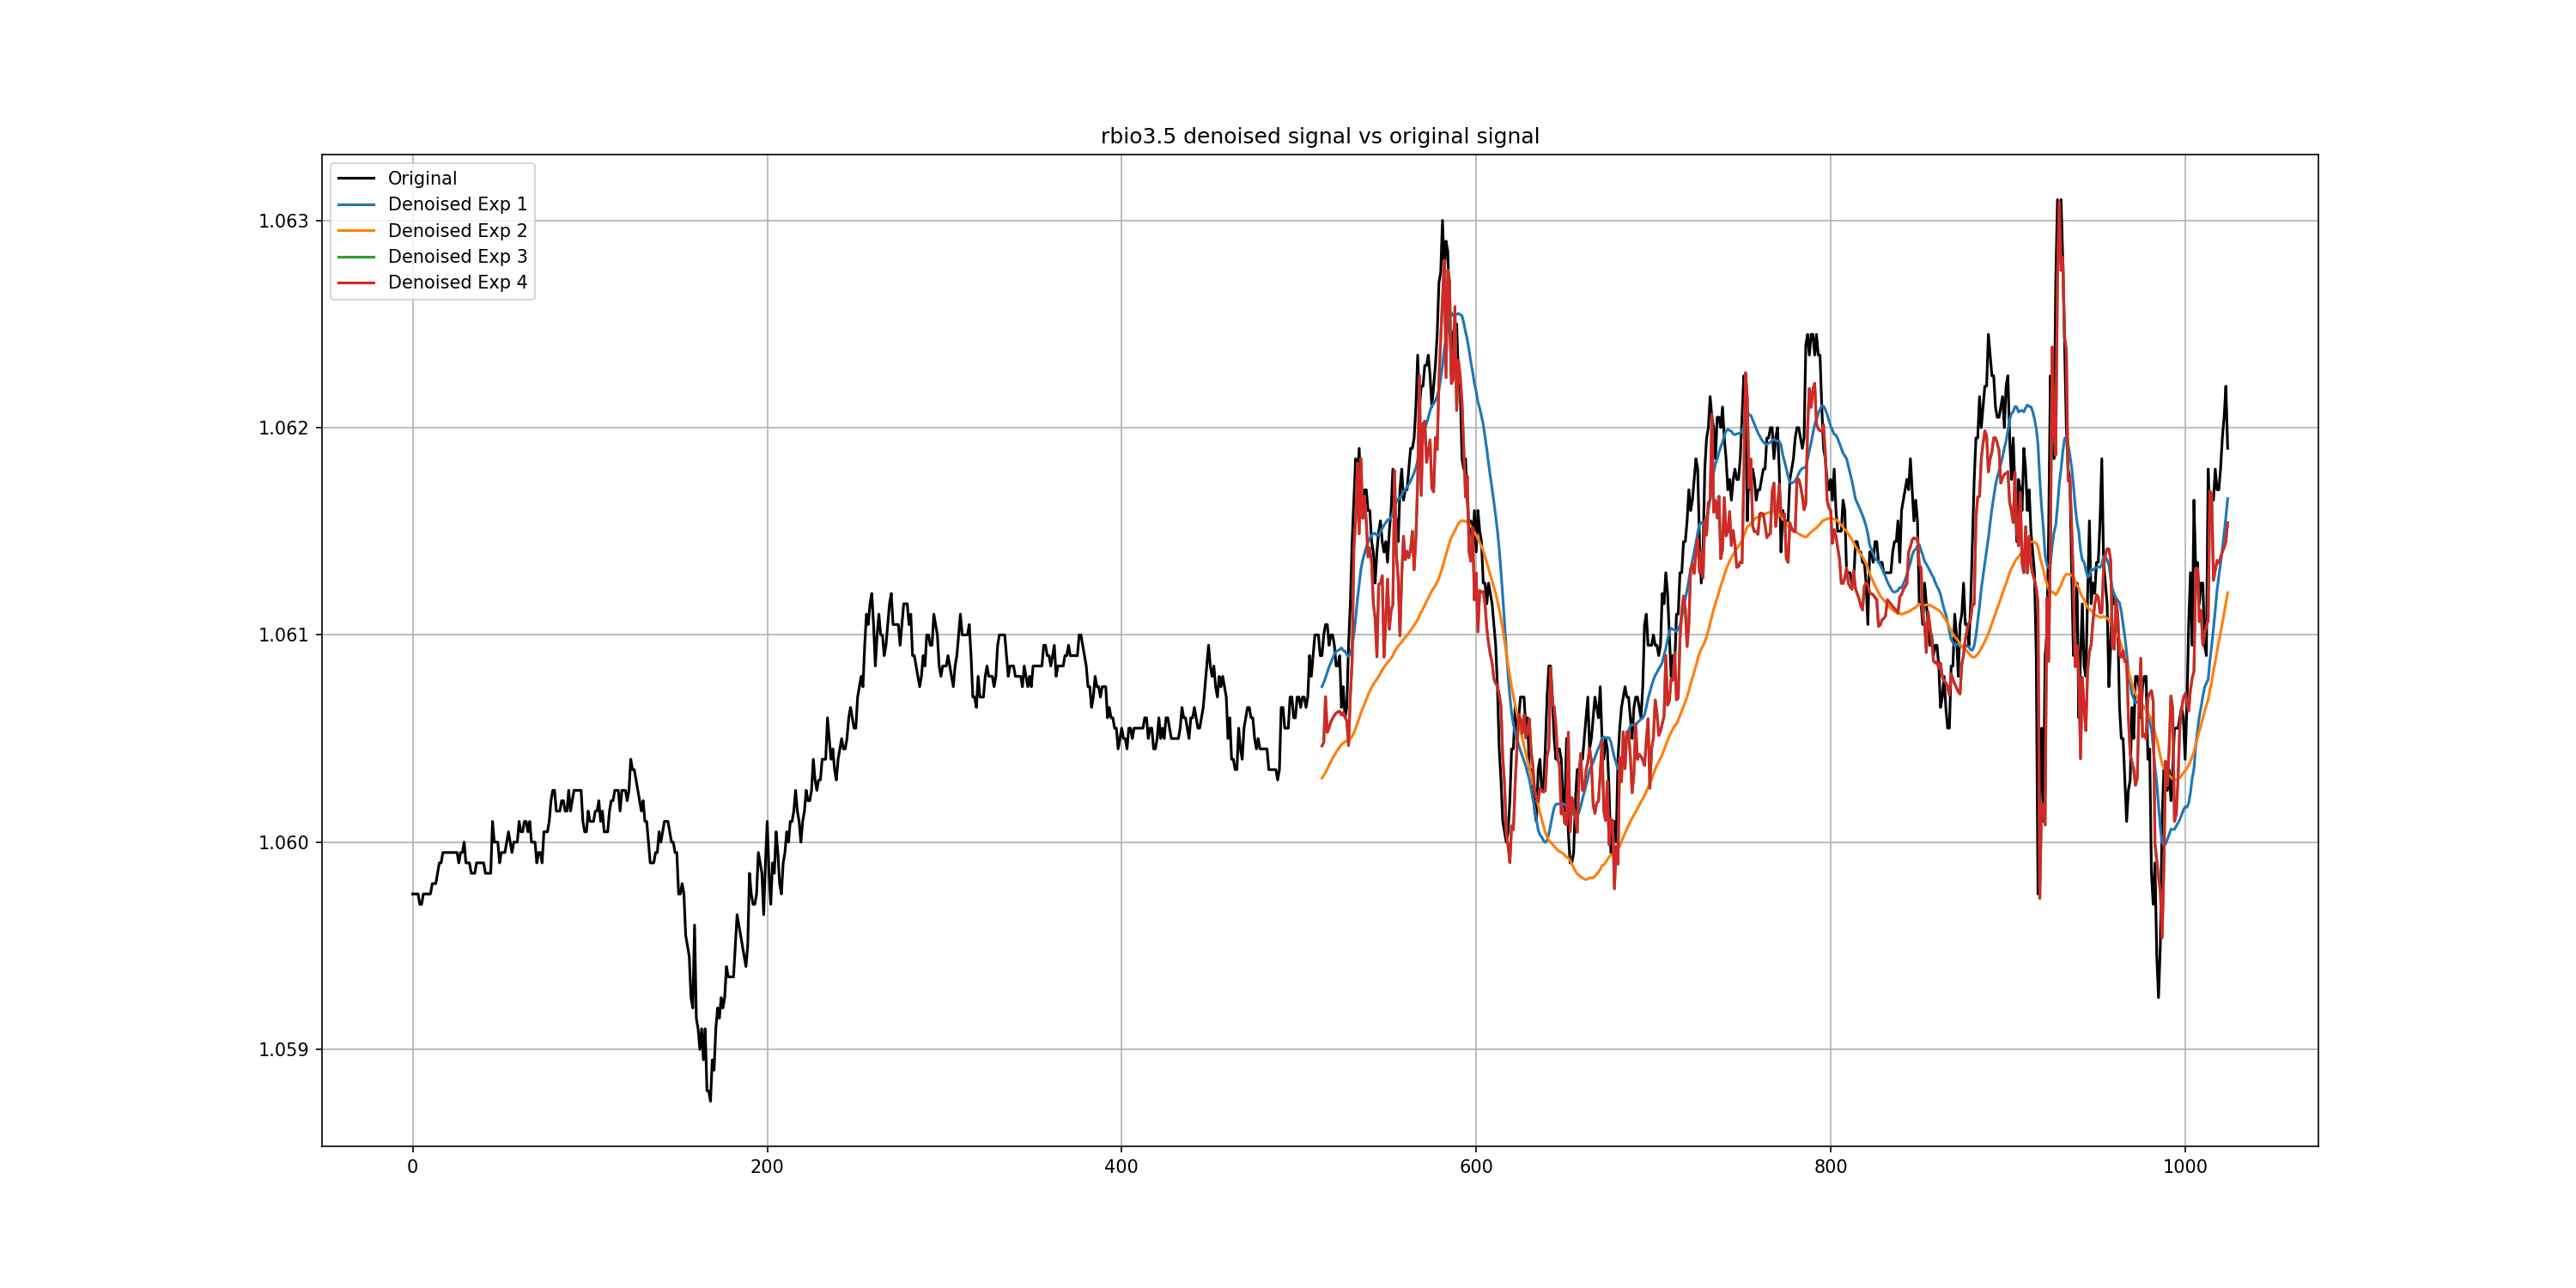 rbio3.5 denoised signal vs original signal
Original
Denoised Exp 1
Denoised Exp 2
Denoised Exp 3
Denoised Exp 4
1.063
1.062
1.061
1.060
1.059
0 200 400 600 800 1000